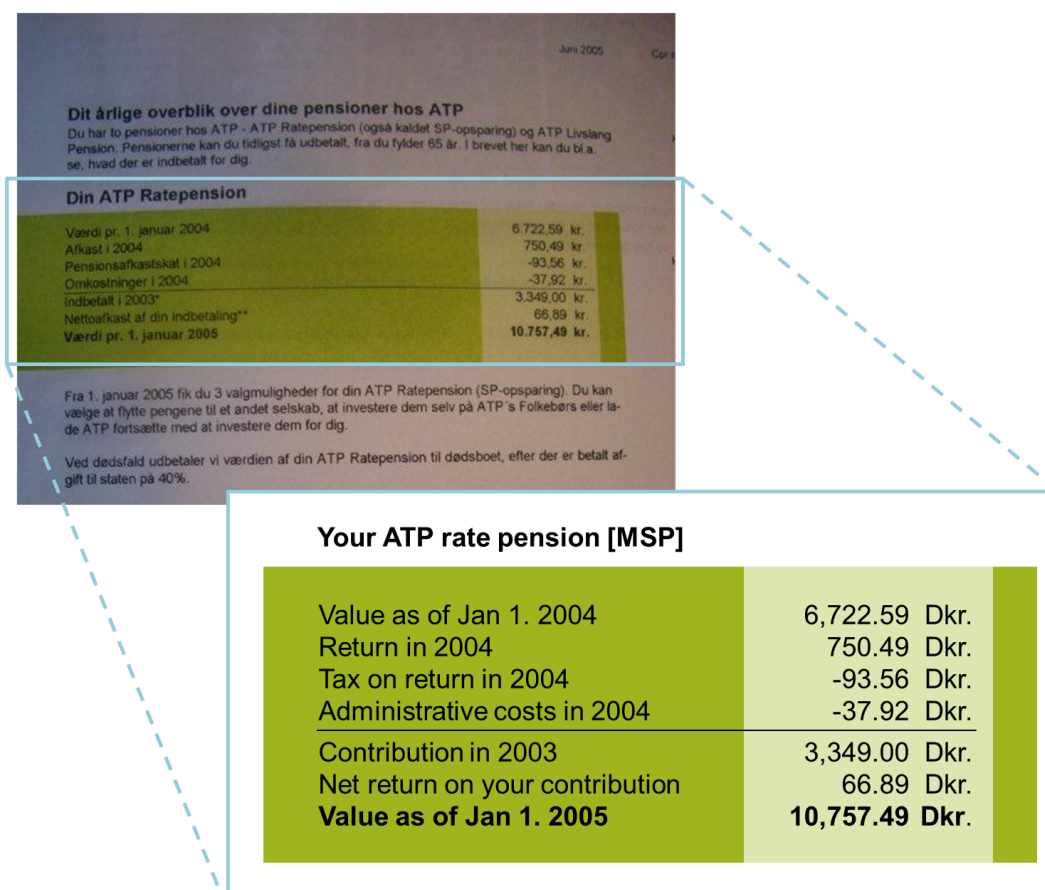 Juni 2005
Cpr
Dit årlige overblik over dine pensioner hos ATP
Du har to pensioner hos ATP - ATP Ratepension (også kaldet SP-opsparing) og ATP Livslang
Pension. Pensionerne kan du tidligst få udbetalt, fra du fylder 65 år. I brevet her kan du bl.a.
se, hvad der er indbetalt for dig.
Din ATP Ratepension
Værdi pr. 1. januar 2004 6.722,59 kr.
Afkast i 2004 750,49 kr.
Pensionsafkastskat i 2004 -93,56 kr.
Omkostninger i 2004 -37,92 kr.
Indbetalt i 2003* 3.349,00 kr.
Nettoafkast af din indbetaling** 66,89 kr.
Værdi pr. 1. januar 2005 10.757,49 kr.
Fra 1. januar 2005 fik du 3 valgmuligheder for din ATP Ratepension (SP-opsparing). Du kan
vælge at flytte pengene til et andet selskab, at investere dem selv på ATP´s Folkebørs eller la-
de ATP fortsætte med at investere dem for dig.
Ved dødsfald udbetaler vi værdien af din ATP Ratepension til dødsboet, efter der er betalt af-
gift til staten på 40%.
Your ATP rate pension [MSP]
Value as of Jan 1. 2004 6,722.59 Dkr.
Return in 2004 750.49 Dkr.
Tax on return in 2004 -93.56 Dkr.
Administrative costs in 2004 -37.92 Dkr.
Contribution in 2003 3,349.00 Dkr.
Net return on your contribution 66.89 Dkr.
Value as of Jan 1. 2005 10,757.49 Dkr.